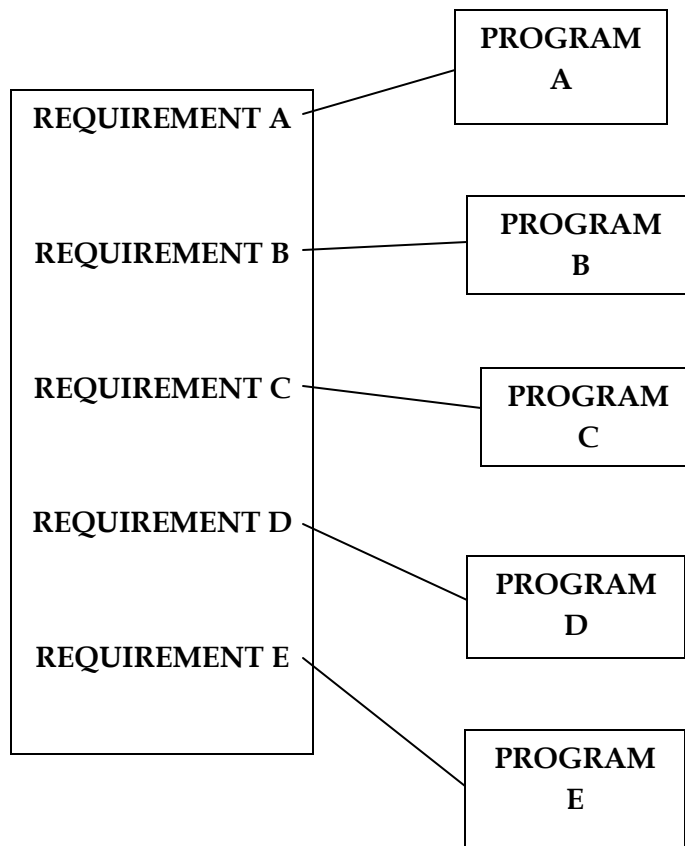 PROGRAM
A
REQUIREMENT A
PROGRAM
B
REQUIREMENT B
PROGRAM
C
REQUIREMENT C
REQUIREMENT D
PROGRAM
D
REQUIREMENT E
PROGRAM
E